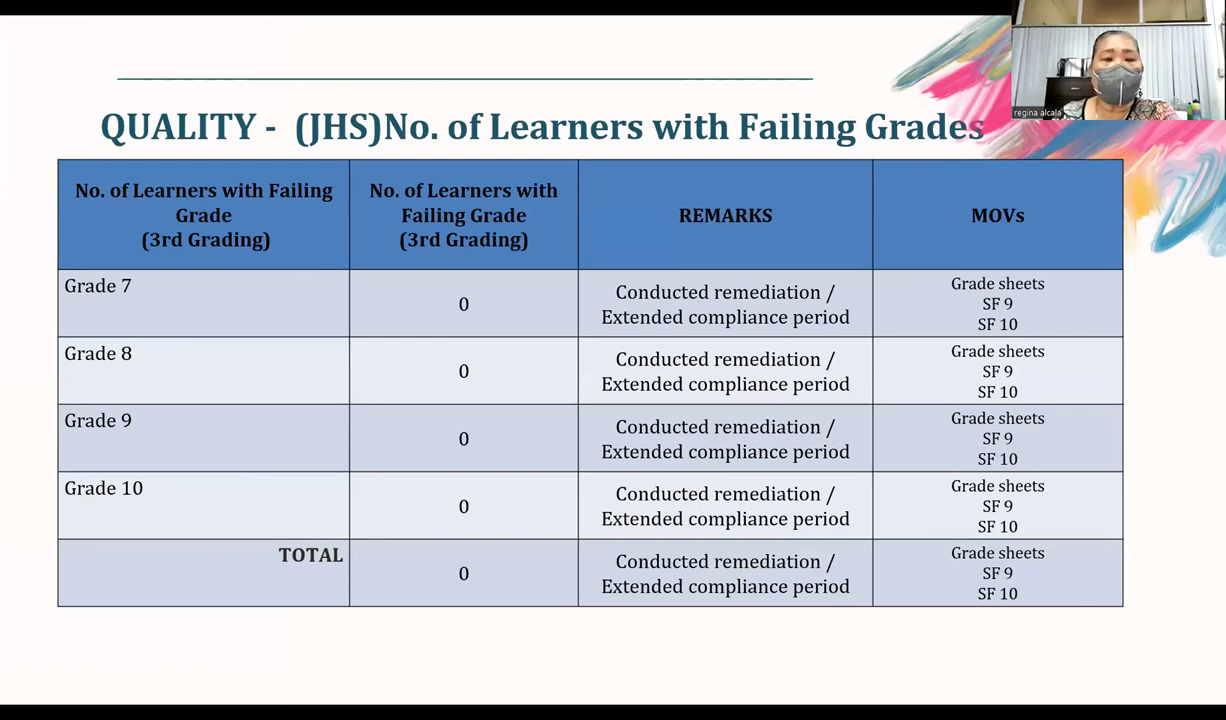 regina alcala
QUALITY - (JHS)No. of Learners with Failing Grades
No. of Learners with Failing
Grade
(3rd Grading)
No. of Learners with
Failing Grade
(3rd Grading)
REMARKS
MOVs
Grade 7
0
Conducted remediation /
Extended compliance period
Grade sheets
SF 9
SF 10
Grade 8
0
Conducted remediation /
Extended compliance period
Grade sheets
SF 9
SF 10
Grade 9
0
Conducted remediation /
Extended compliance period
Grade sheets
SF 9
SF 10
Grade 10
0
Conducted remediation /
Extended compliance period
Grade sheets
SF 9
SF 10
TOTAL
0
Conducted remediation /
Extended compliance period
Grade sheets
SF 9
SF 10